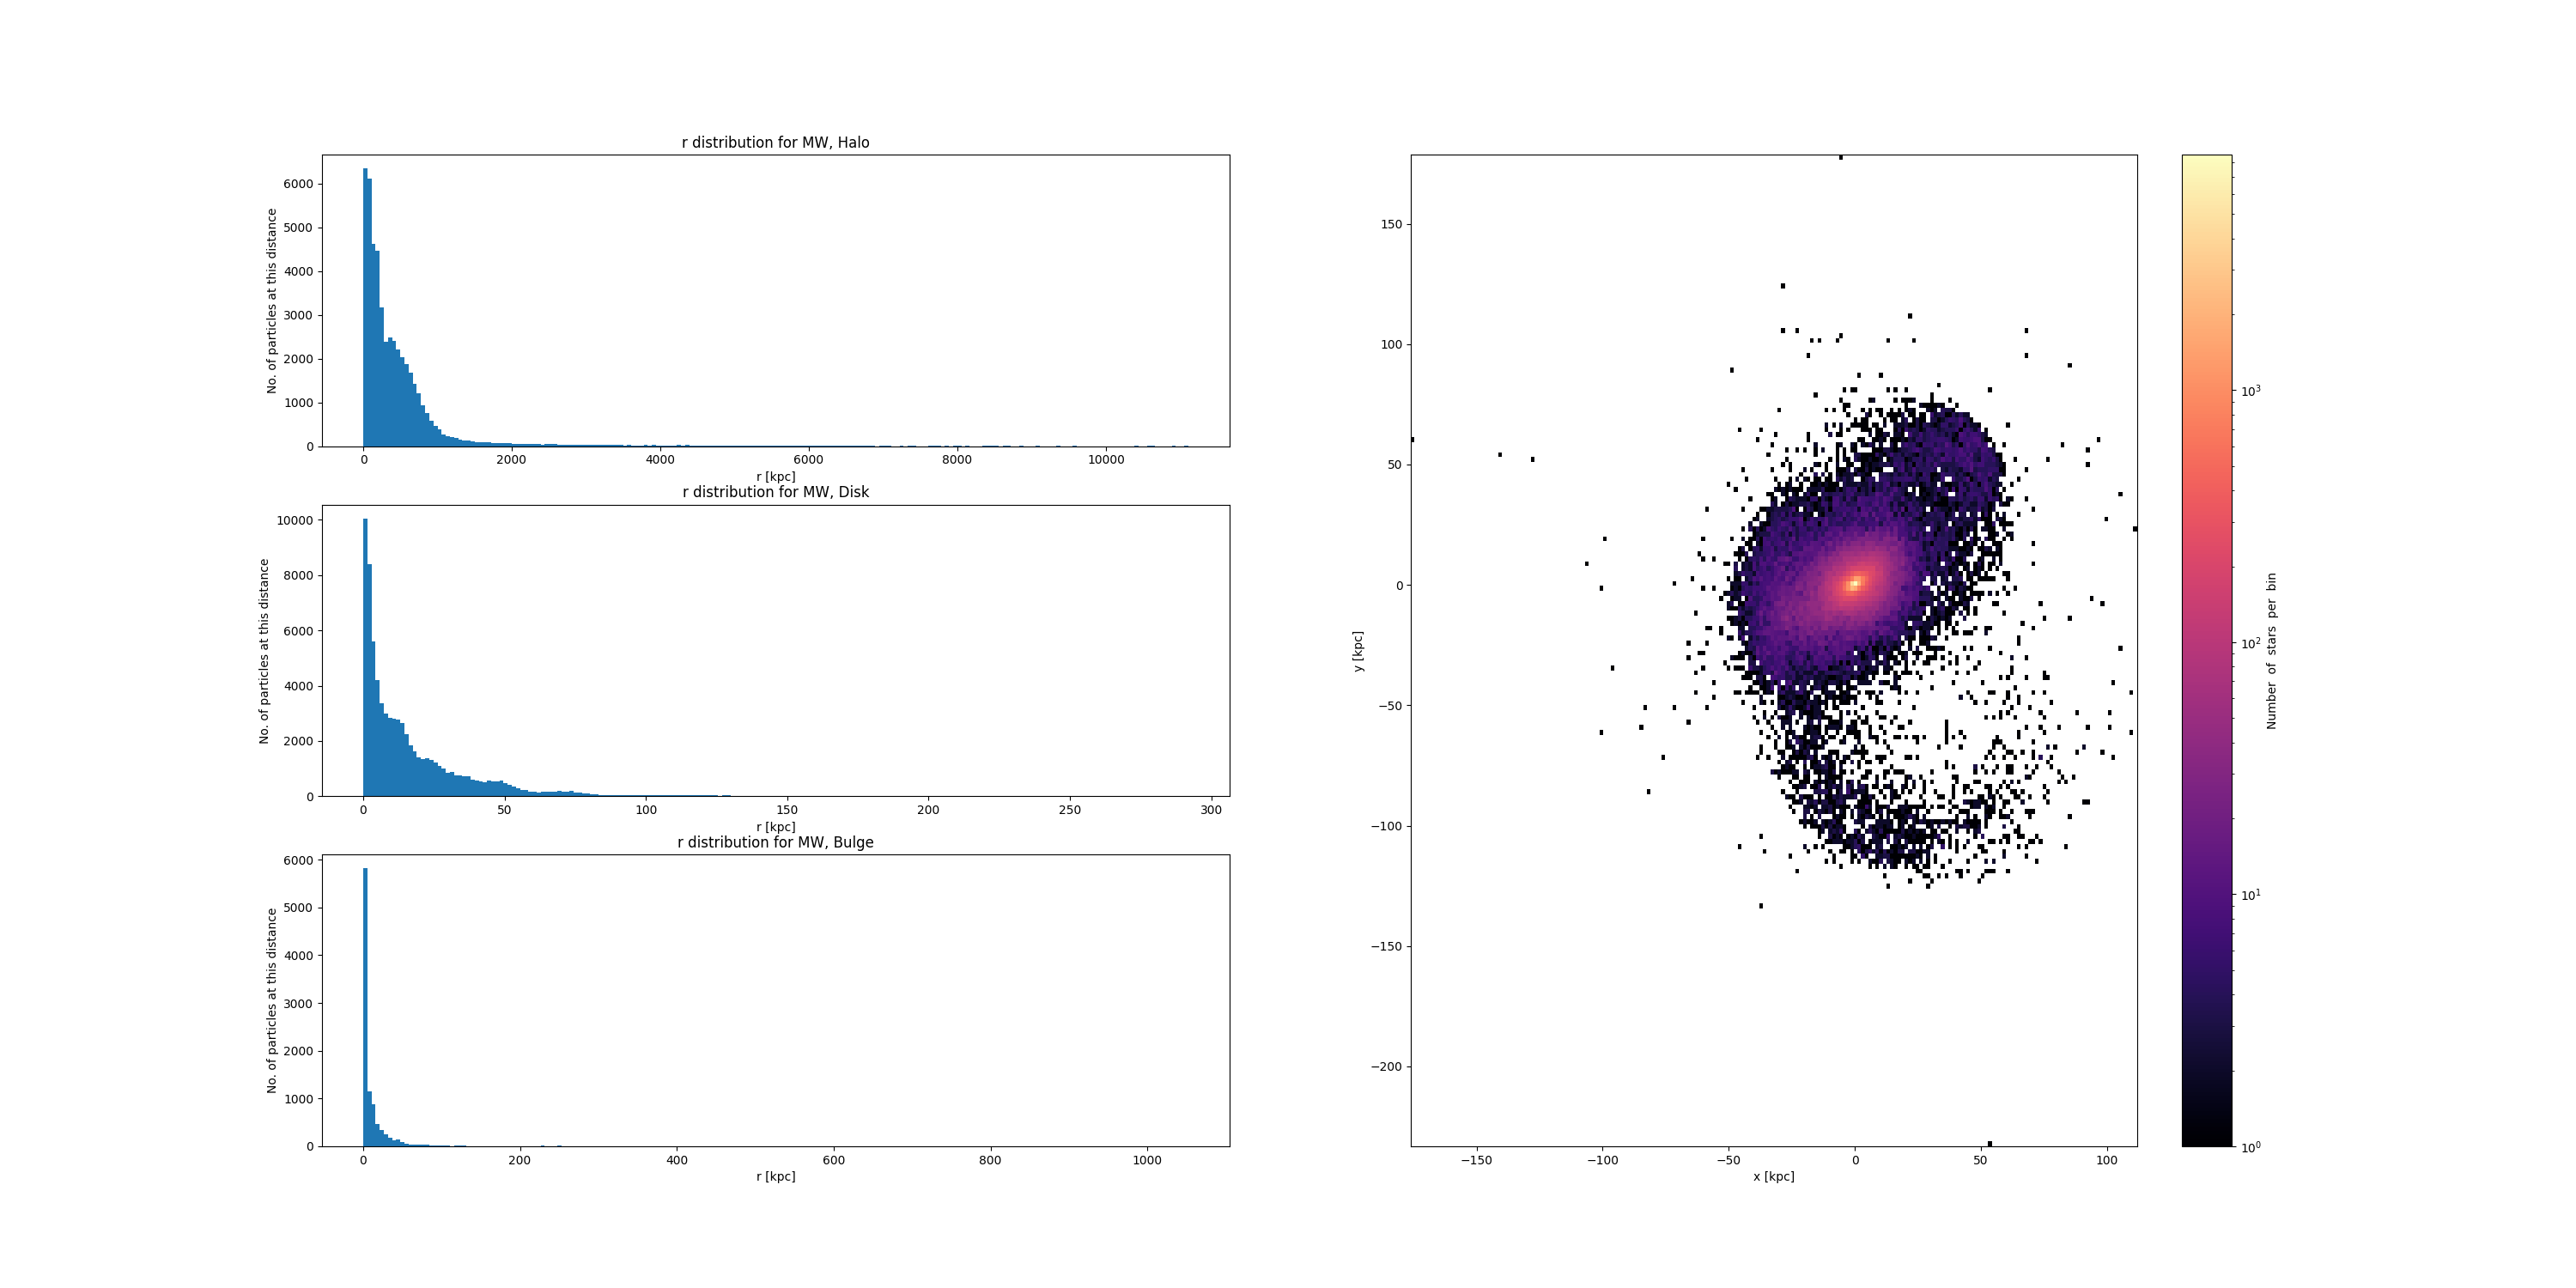 r distribution for MW, Halo
No. of particles at this distance
6000
5000
4000
3000
2000
1000
0
0 2000 4000 6000 8000 10000
r [kpc]
r distribution for MW, Disk
No. of particles at this distance
10000
8000
6000
4000
2000
0
0 50 100 150 200 250 300
r [kpc]
r distribution for MW, Bulge
No. of particles at this distance
6000
5000
4000
3000
2000
1000
0
0 200 400 600 800 1000
r [kpc]
y [kpc]
150
100
50
0
−50
−100
−150
−200
−150 −100 −50 0 50 100
x [kpc]
10³
10²
10¹
10⁰
Number of stars per bin